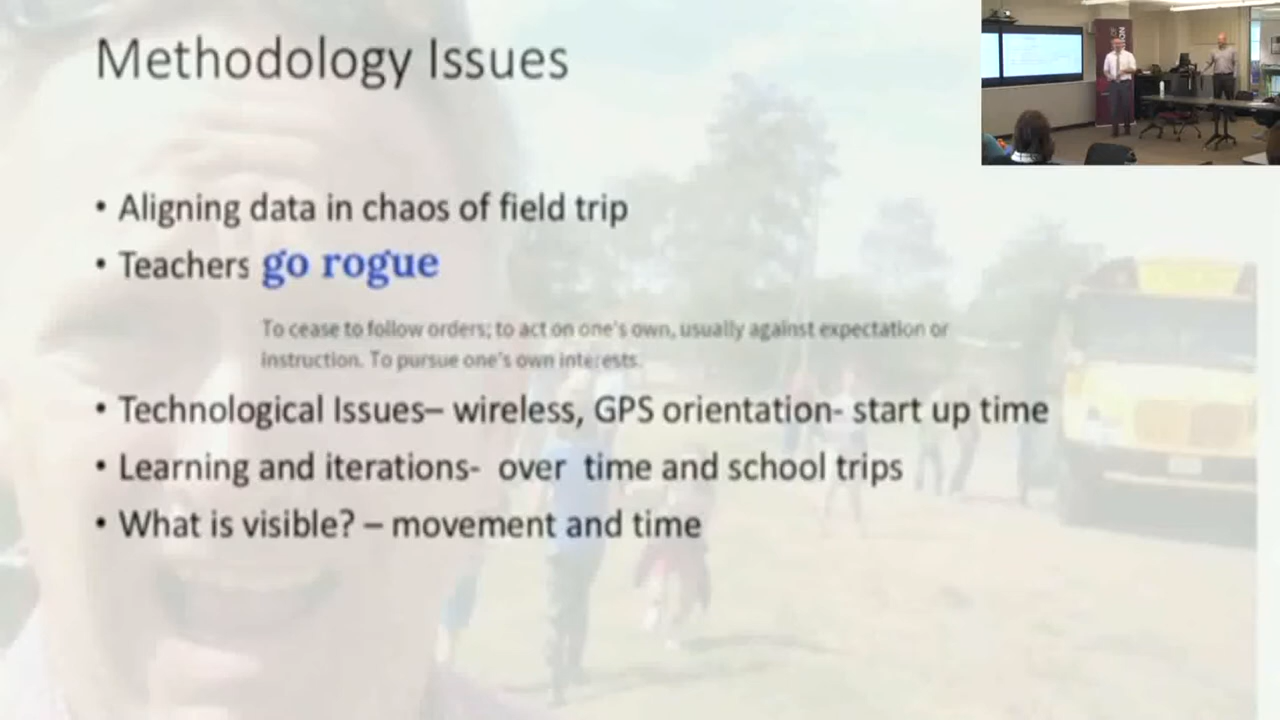 Methodology Issues
• Aligning data in chaos of field trip
• Teachers go rogue
To cease to follow orders; to act on one's own, usually against expectation or
instruction. To pursue one's own interests.
• Technological Issues– wireless, GPS orientation- start up time
• Learning and iterations- over time and school trips
• What is visible? – movement and time